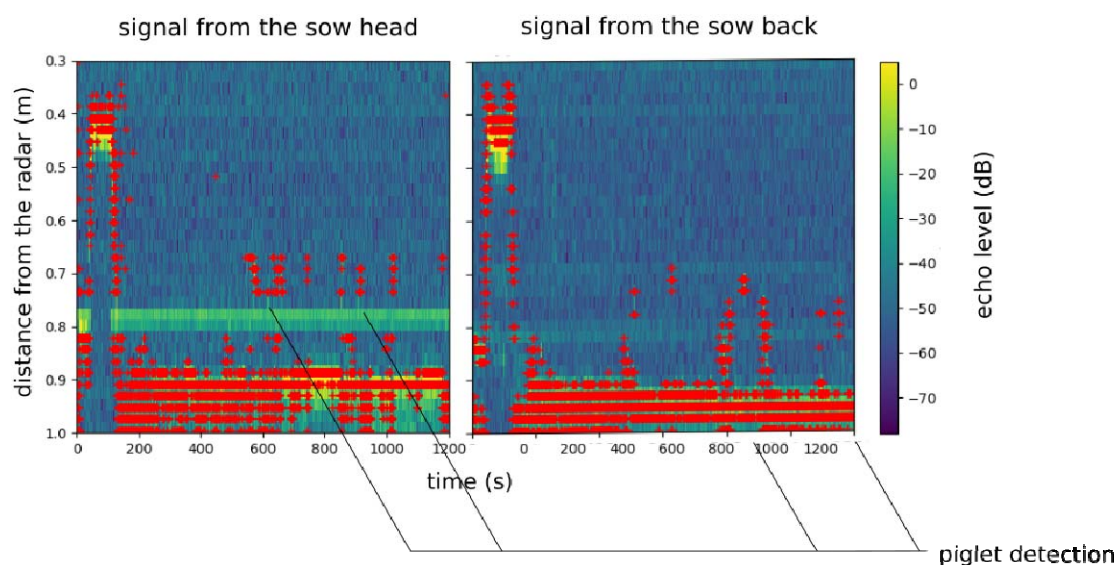 signal from the sow head
signal from the sow back
distance from the radar (m)
0.3
0.4
0.5
0.6
0.7
0.8
0.9
1.0
0 200 400 600 800 1000 1200
0 200 400 600 800 1000 1200
time (s)
0
−10
−20
−30
−40
−50
−60
−70
echo level (dB)
piglet detection